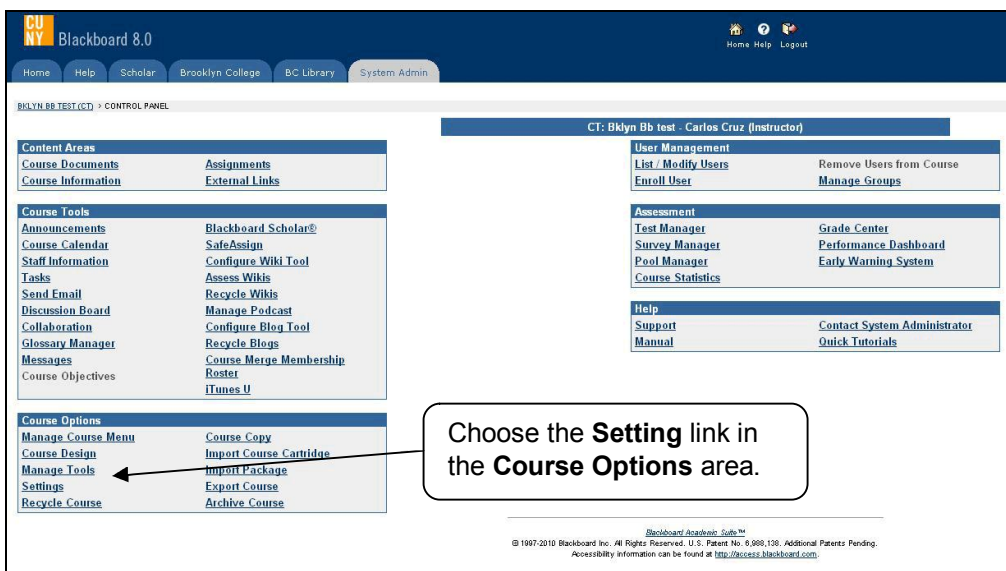 CU
NY Blackboard 8.0
Home Help Logout
Home Help Scholar Brooklyn College BC Library System Admin
BKLYN BB TEST (CT) > CONTROL PANEL
CT: Bklyn Bb test - Carlos Cruz (Instructor)
Content Areas
Course Documents Assignments
Course Information External Links
Course Tools
Announcements Blackboard Scholar®
Course Calendar SafeAssign
Staff Information Configure Wiki Tool
Tasks Assess Wikis
Send Email Recycle Wikis
Discussion Board Manage Podcast
Collaboration Configure Blog Tool
Glossary Manager Recycle Blogs
Messages Course Merge Membership
Course Objectives Roster
iTunes U
Course Options
Manage Course Menu Course Copy
Course Design Import Course Cartridge
Manage Tools Import Package
Settings Export Course
Recycle Course Archive Course
User Management
List / Modify Users Remove Users from Course
Enroll User Manage Groups
Assessment
Test Manager Grade Center
Survey Manager Performance Dashboard
Pool Manager Early Warning System
Course Statistics
Help
Support Contact System Administrator
Manual Quick Tutorials
Choose the Setting link in
the Course Options area.
Blackboard Academic Suite™
© 1997-2010 Blackboard Inc. All Rights Reserved. U.S. Patent No. 6,988,138. Additional Patents Pending.
Accessibility information can be found at http://access.blackboard.com.